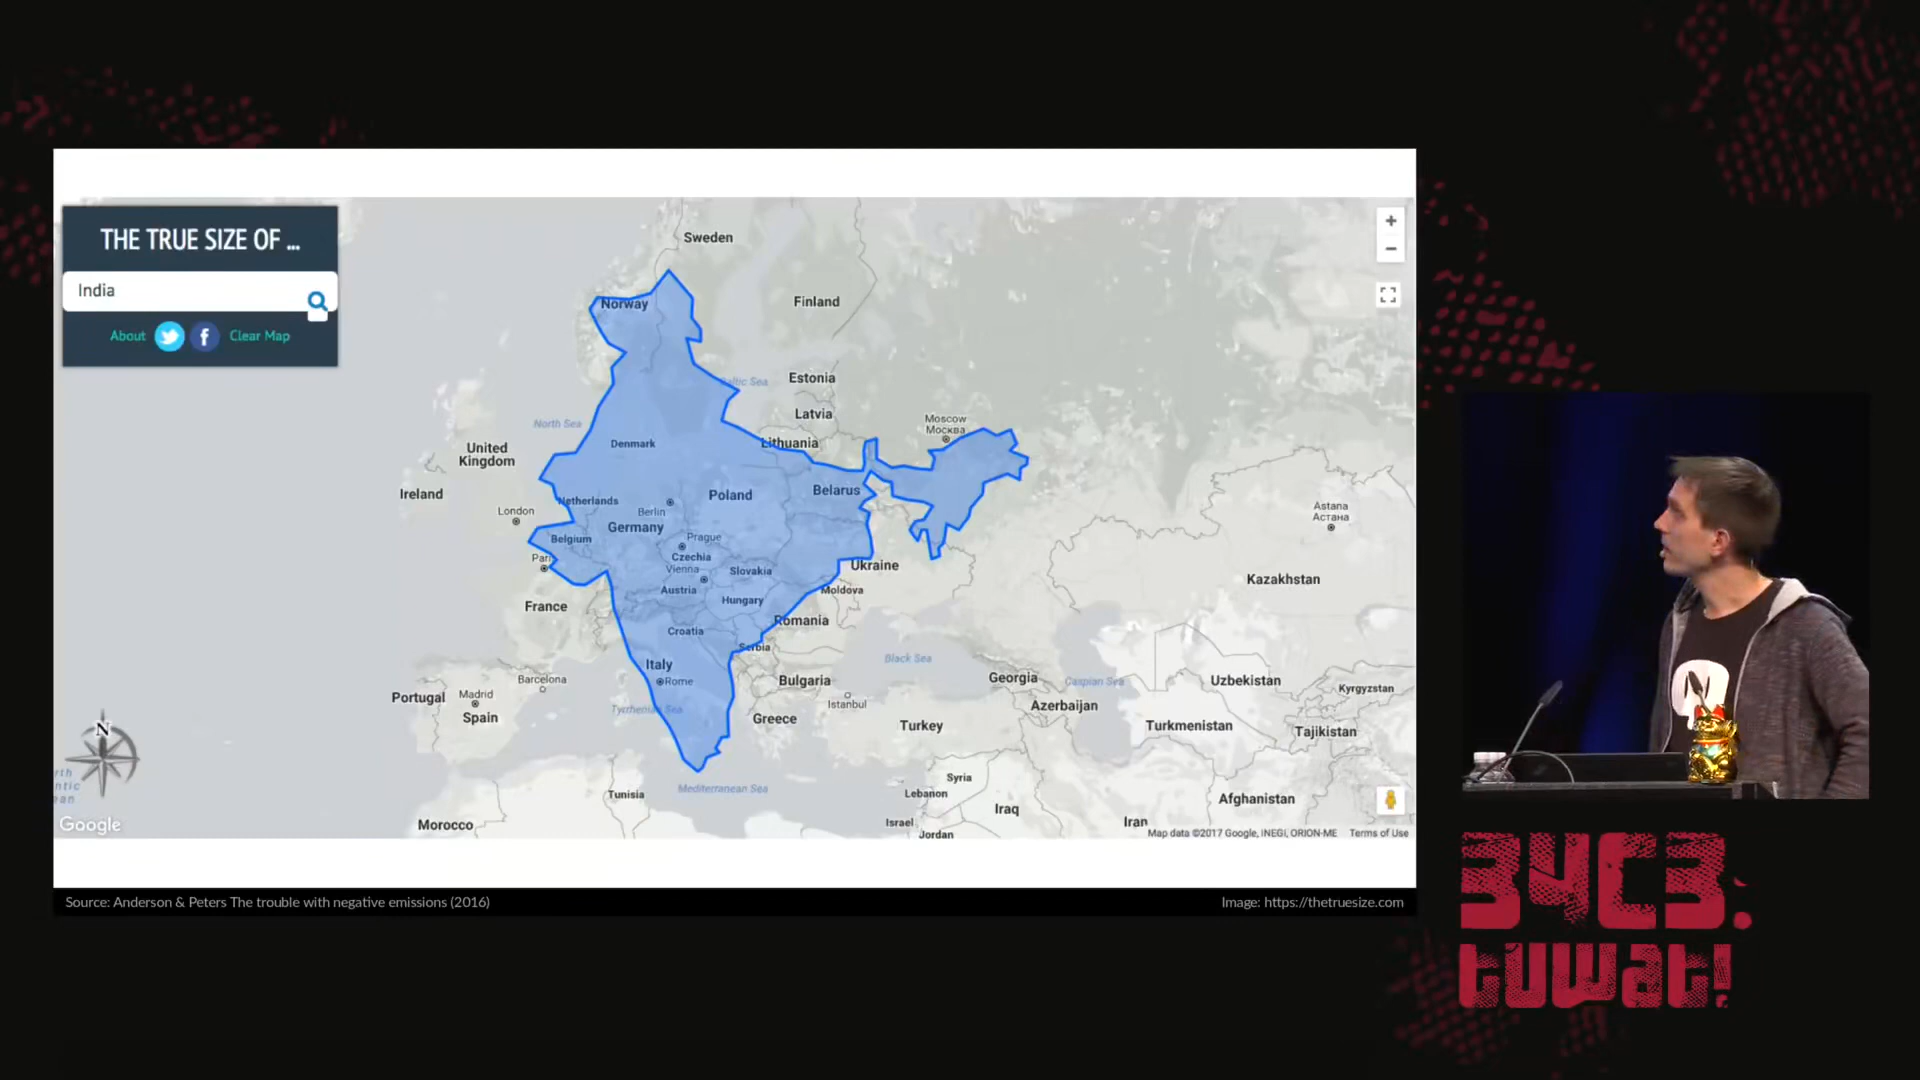 THE TRUE SIZE OF ...
India
About
Clear Map
Sweden
Norway
Finland
Baltic Sea
Estonia
Latvia
Moscow
Москва
North Sea
Denmark
Lithuania
United
Kingdom
Ireland
Netherlands
Poland
Belarus
London
Berlin
Germany
Astana
Астана
Belgium
Prague
Czechia
Paris
Vienna
Slovakia
Ukraine
Kazakhstan
Austria
Hungary
Moldova
France
Croatia
Romania
Serbia
Italy
Rome
Black Sea
Barcelona
Bulgaria
Georgia
Caspian Sea
Uzbekistan
Kyrgyzstan
Portugal
Madrid
Spain
Istanbul
Azerbaijan
Tyrrhenian Sea
Greece
Turkey
Turkmenistan
Tajikistan
N
Syria
Mediterranean Sea
Tunisia
Lebanon
Iraq
Afghanistan
Israel
Jordan
Iran
Morocco
Google
Map data ©2017 Google, INEGI, ORION-ME
Terms of Use
Source: Anderson & Peters The trouble with negative emissions (2016)
Image: https://thetruesize.com
34C3.
tuwat!